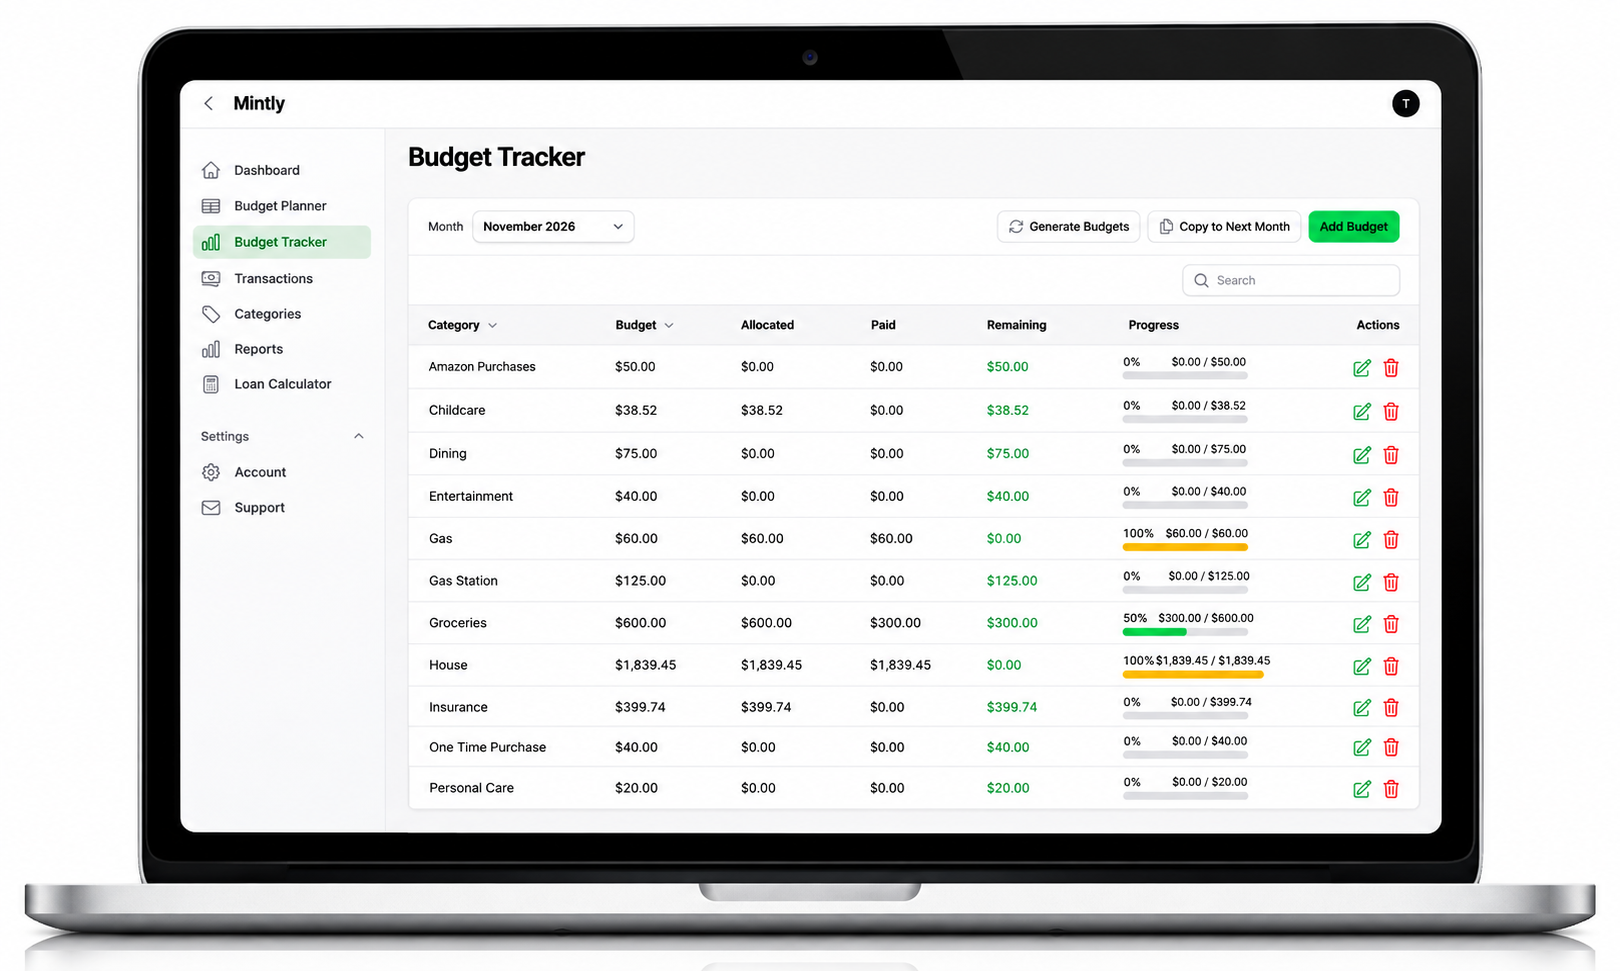 Mintly
T
Dashboard
Budget Planner
Budget Tracker
Transactions
Categories
Reports
Loan Calculator
Settings
Account
Support
Budget Tracker
Month November 2026 Generate Budgets Copy to Next Month Add Budget
Search
Category Budget Allocated Paid Remaining Progress Actions
Amazon Purchases $50.00 $0.00 $0.00 $50.00 0% $0.00 / $50.00
Childcare $38.52 $38.52 $0.00 $38.52 0% $0.00 / $38.52
Dining $75.00 $0.00 $0.00 $75.00 0% $0.00 / $75.00
Entertainment $40.00 $0.00 $0.00 $40.00 0% $0.00 / $40.00
Gas $60.00 $60.00 $60.00 $0.00 100% $60.00 / $60.00
Gas Station $125.00 $0.00 $0.00 $125.00 0% $0.00 / $125.00
Groceries $600.00 $600.00 $300.00 $300.00 50% $300.00 / $600.00
House $1,839.45 $1,839.45 $1,839.45 $0.00 100% $1,839.45 / $1,839.45
Insurance $399.74 $399.74 $0.00 $399.74 0% $0.00 / $399.74
One Time Purchase $40.00 $0.00 $0.00 $40.00 0% $0.00 / $40.00
Personal Care $20.00 $0.00 $0.00 $20.00 0% $0.00 / $20.00